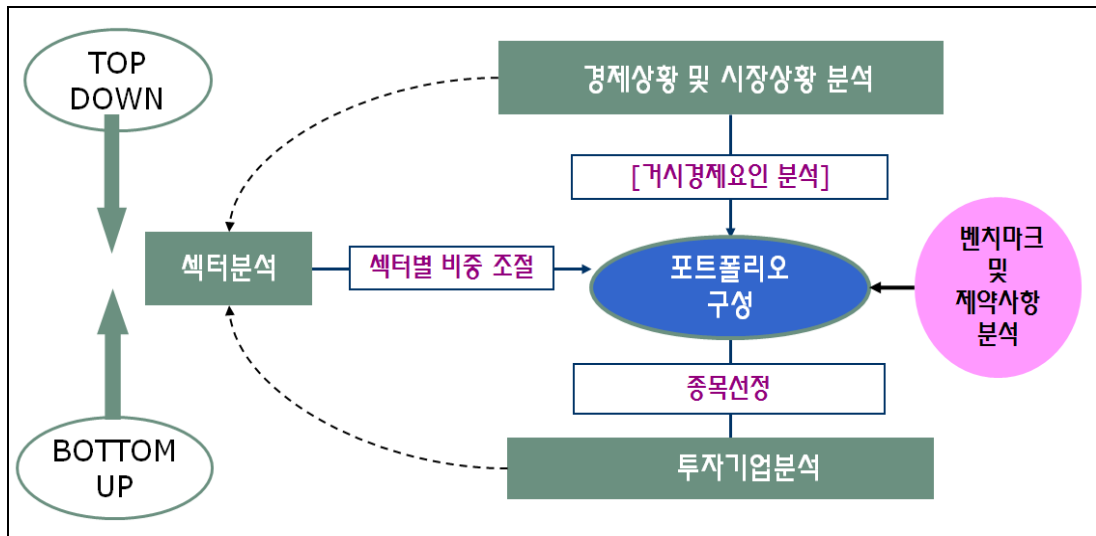 TOP
DOWN
경제상황 및 시장상황 분석
[거시경제요인 분석]
섹터분석
섹터별 비중 조절
포트폴리오
구성
벤치마크
및
제약사항
분석
종목선정
BOTTOM
UP
투자기업분석